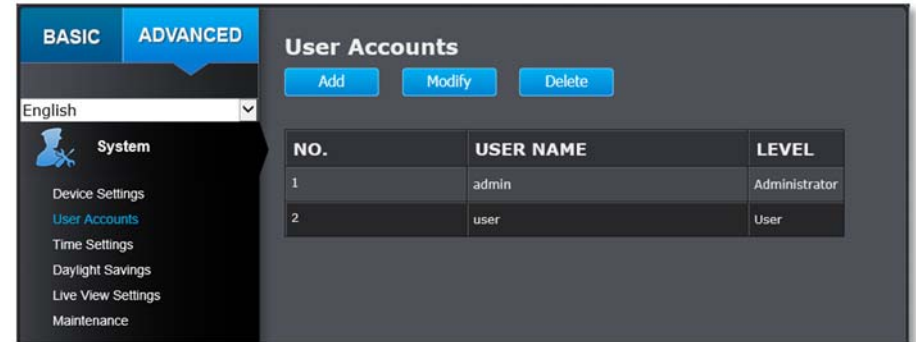 BASIC ADVANCED
English
System
Device Settings
User Accounts
Time Settings
Daylight Savings
Live View Settings
Maintenance
User Accounts
Add Modify Delete
NO. USER NAME LEVEL
1 admin Administrator
2 user User